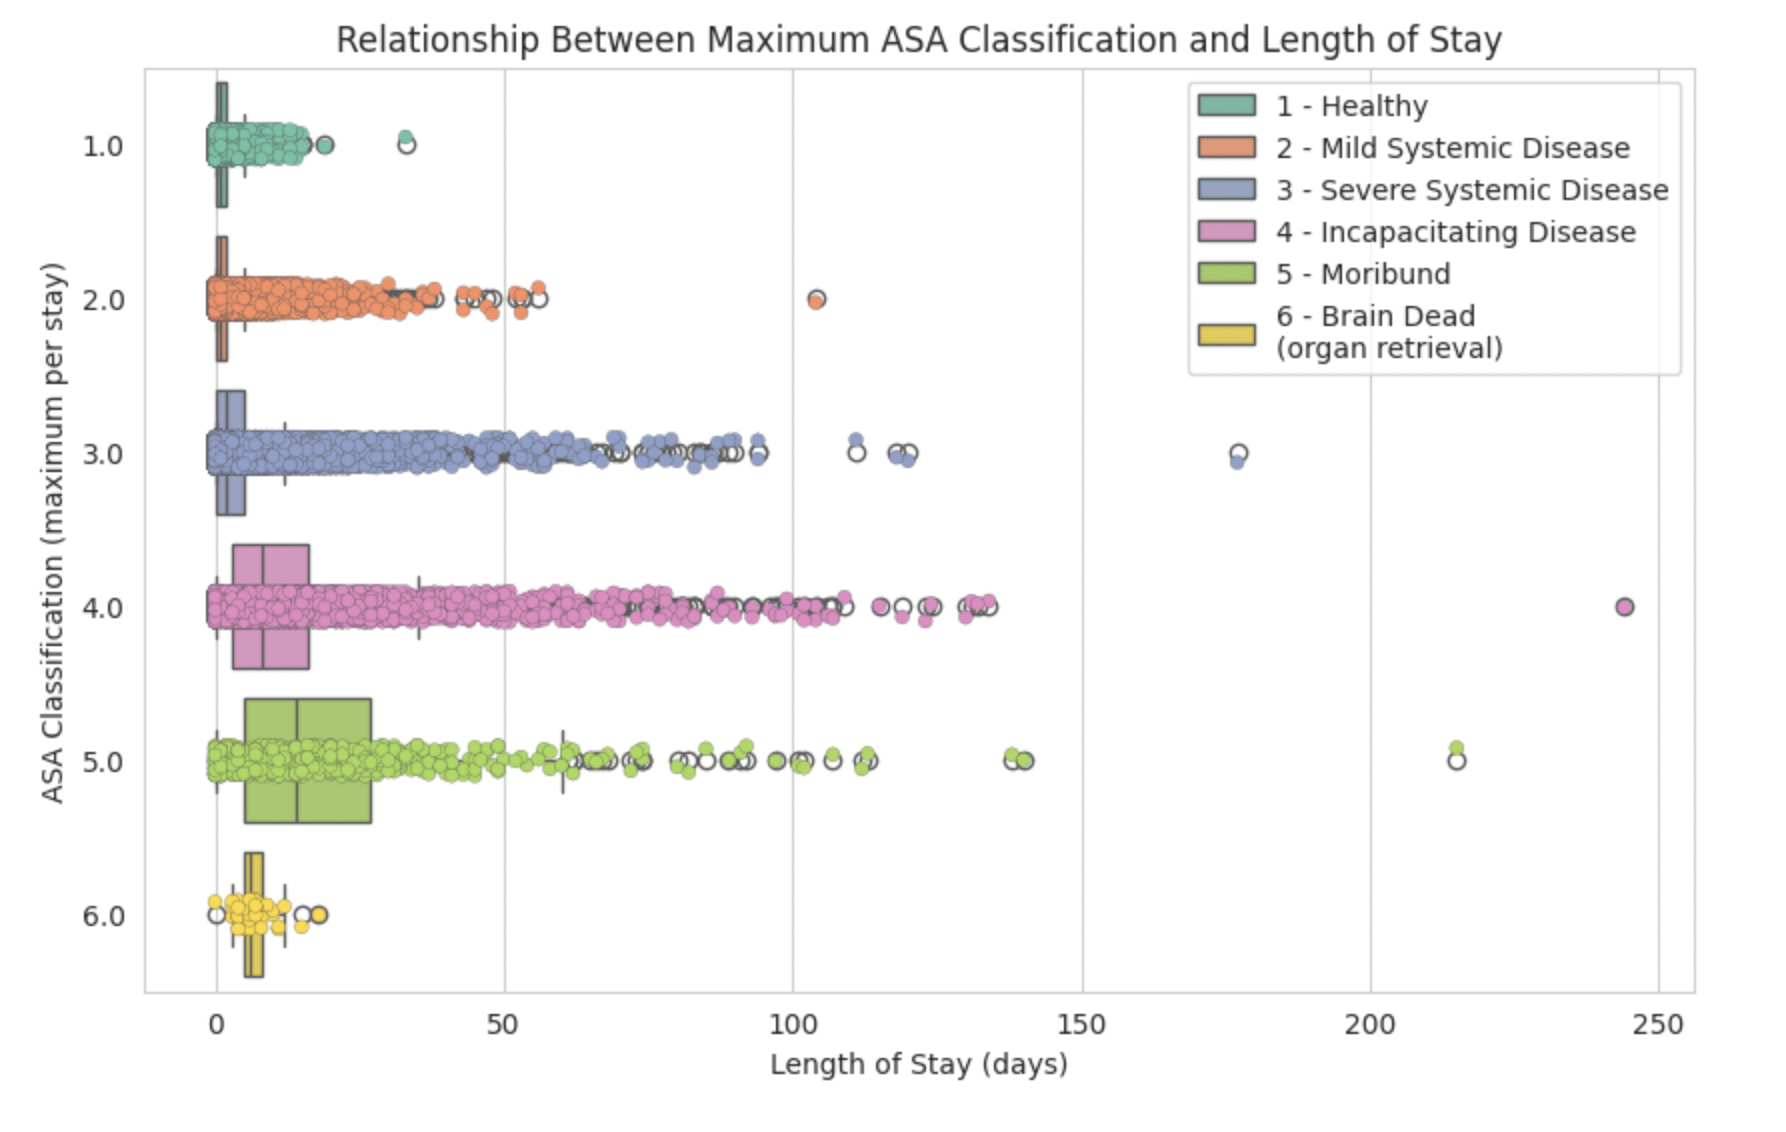 Relationship Between Maximum ASA Classification and Length of Stay
1 - Healthy
2 - Mild Systemic Disease
3 - Severe Systemic Disease
4 - Incapacitating Disease
5 - Moribund
6 - Brain Dead
(organ retrieval)
ASA Classification (maximum per stay)
1.0
2.0
3.0
4.0
5.0
6.0
0 50 100 150 200 250
Length of Stay (days)